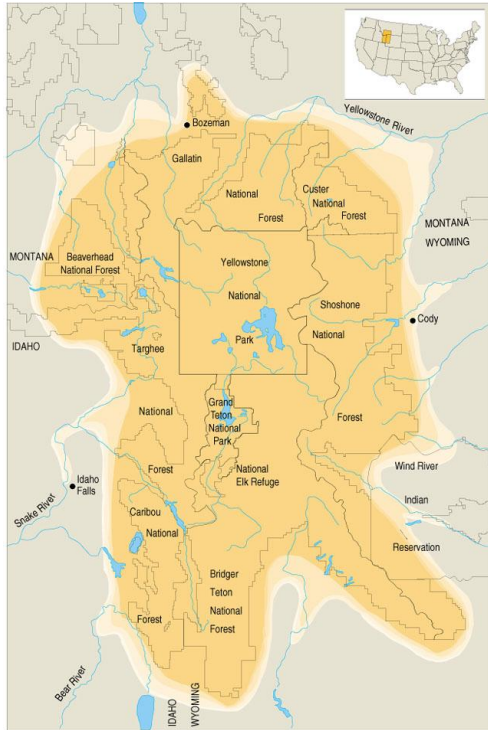 Yellowstone River
Bozeman
Gallatin
National
Forest
Custer
National
Forest
MONTANA
WYOMING
MONTANA
IDAHO
Beaverhead
National Forest
Yellowstone
National
Park
Shoshone
National
Forest
Cody
Targhee
National
Forest
Grand
Teton
National
Park
National
Elk Refuge
Wind River
Indian
Reservation
Idaho
Falls
Snake River
Caribou
National
Forest
Bridger
Teton
National
Forest
Bear River
IDAHO
WYOMING